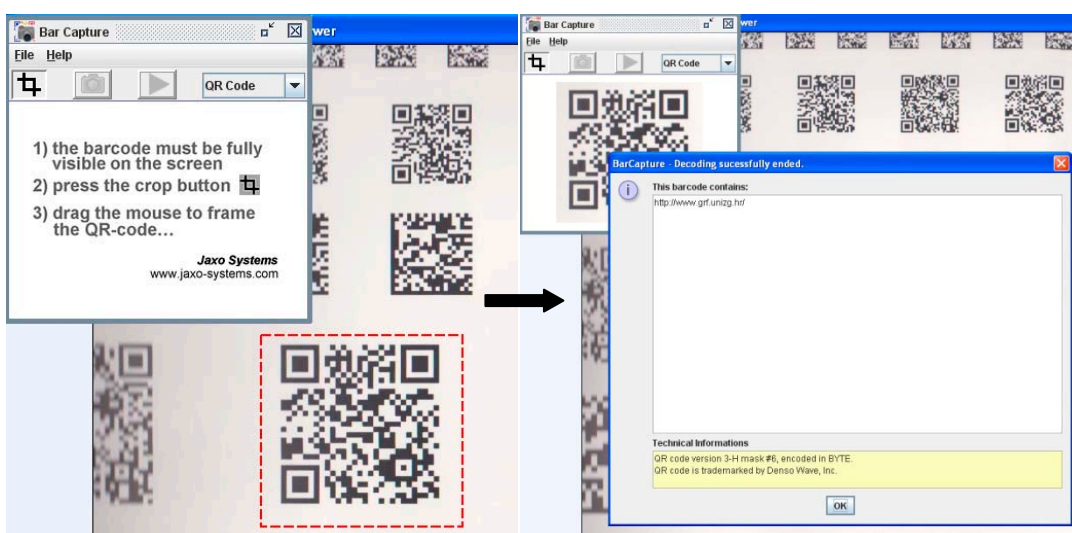 Bar Capture
wer
File Help
QR Code
1) the barcode must be fully
visible on the screen
2) press the crop button
3) drag the mouse to frame
the QR-code...
Jaxo Systems
www.jaxo-systems.com
Bar Capture
wer
File Help
QR Code
BarCapture - Decoding sucessfully ended.
This barcode contains:
http://www.grf.unizg.hr/
Technical Informations
QR code version 3-H mask #6, encoded in BYTE.
QR code is trademarked by Denso Wave, Inc.
OK